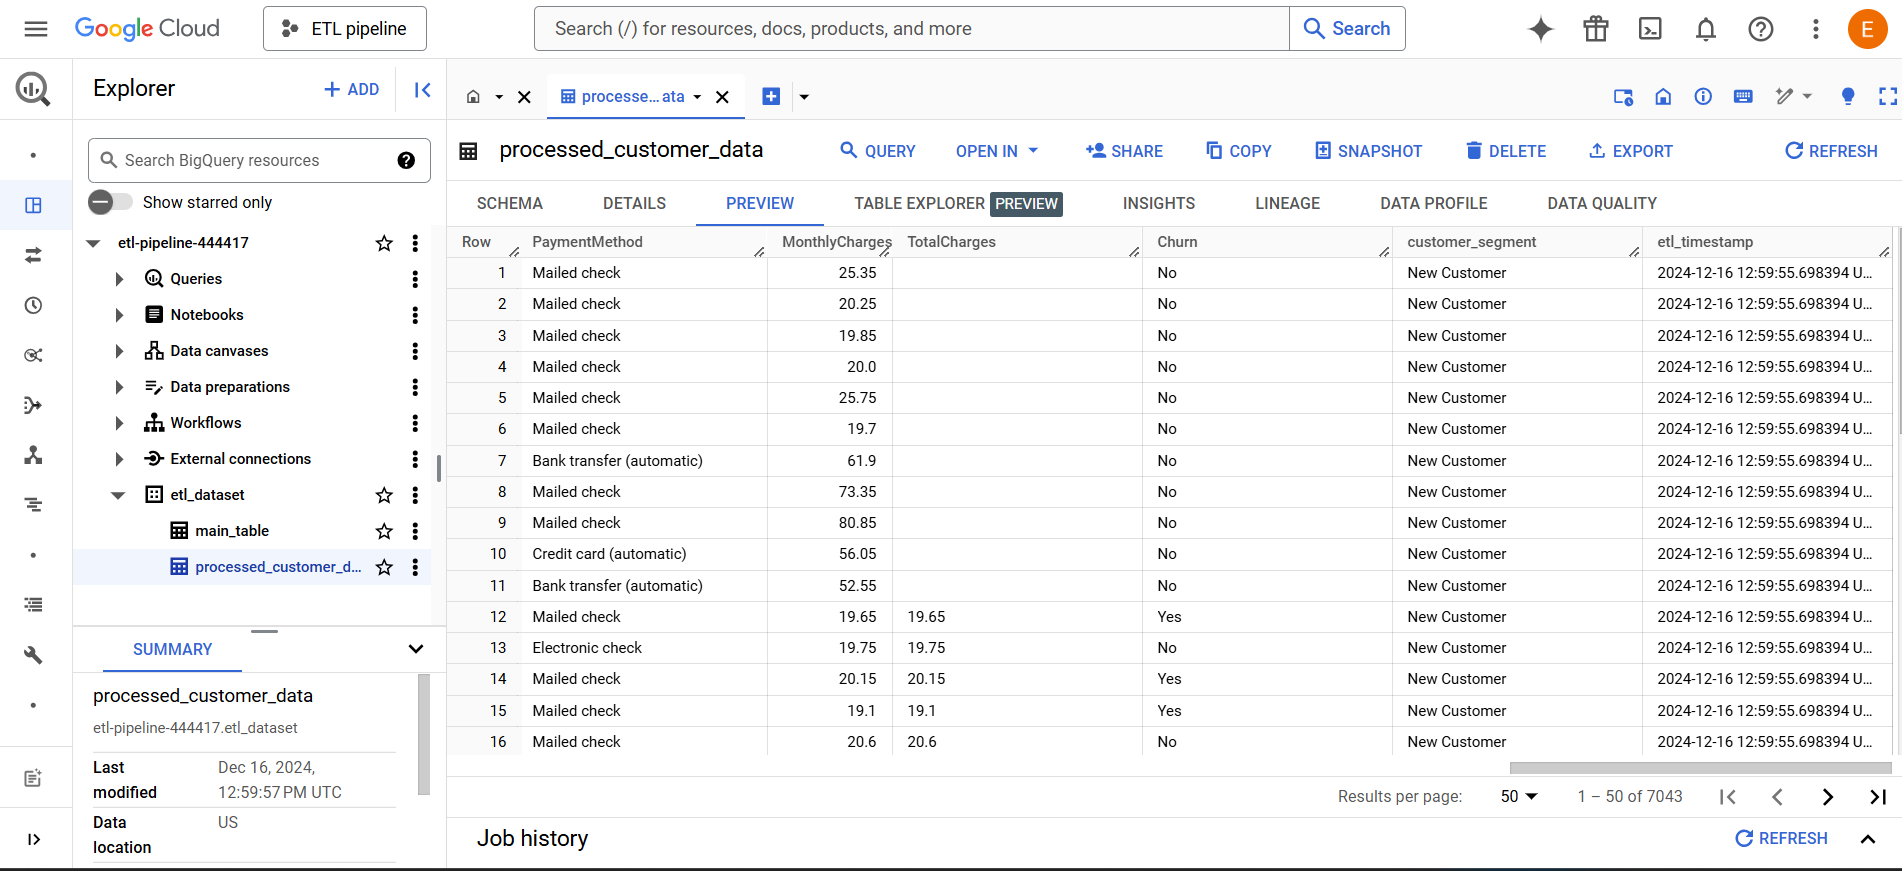 Google Cloud
ETL pipeline
Search (/) for resources, docs, products, and more
Search
E
Explorer
+ ADD
processe... ata
Search BigQuery resources
Show starred only
etl-pipeline-444417
Queries
Notebooks
Data canvases
Data preparations
Workflows
External connections
etl_dataset
main_table
processed_customer_d...
SUMMARY
processed_customer_data
etl-pipeline-444417.etl_dataset
Last modified Dec 16, 2024, 12:59:57 PM UTC
Data location US
processed_customer_data
QUERY OPEN IN SHARE COPY SNAPSHOT DELETE EXPORT REFRESH
SCHEMA DETAILS PREVIEW TABLE EXPLORER PREVIEW INSIGHTS LINEAGE DATA PROFILE DATA QUALITY
Row PaymentMethod MonthlyCharges TotalCharges Churn customer_segment etl_timestamp
1 Mailed check 25.35 No New Customer 2024-12-16 12:59:55.698394 U...
2 Mailed check 20.25 No New Customer 2024-12-16 12:59:55.698394 U...
3 Mailed check 19.85 No New Customer 2024-12-16 12:59:55.698394 U...
4 Mailed check 20.0 No New Customer 2024-12-16 12:59:55.698394 U...
5 Mailed check 25.75 No New Customer 2024-12-16 12:59:55.698394 U...
6 Mailed check 19.7 No New Customer 2024-12-16 12:59:55.698394 U...
7 Bank transfer (automatic) 61.9 No New Customer 2024-12-16 12:59:55.698394 U...
8 Mailed check 73.35 No New Customer 2024-12-16 12:59:55.698394 U...
9 Mailed check 80.85 No New Customer 2024-12-16 12:59:55.698394 U...
10 Credit card (automatic) 56.05 No New Customer 2024-12-16 12:59:55.698394 U...
11 Bank transfer (automatic) 52.55 No New Customer 2024-12-16 12:59:55.698394 U...
12 Mailed check 19.65 19.65 Yes New Customer 2024-12-16 12:59:55.698394 U...
13 Electronic check 19.75 19.75 No New Customer 2024-12-16 12:59:55.698394 U...
14 Mailed check 20.15 20.15 Yes New Customer 2024-12-16 12:59:55.698394 U...
15 Mailed check 19.1 19.1 Yes New Customer 2024-12-16 12:59:55.698394 U...
16 Mailed check 20.6 20.6 No New Customer 2024-12-16 12:59:55.698394 U...
Results per page: 50 1 – 50 of 7043
Job history
REFRESH